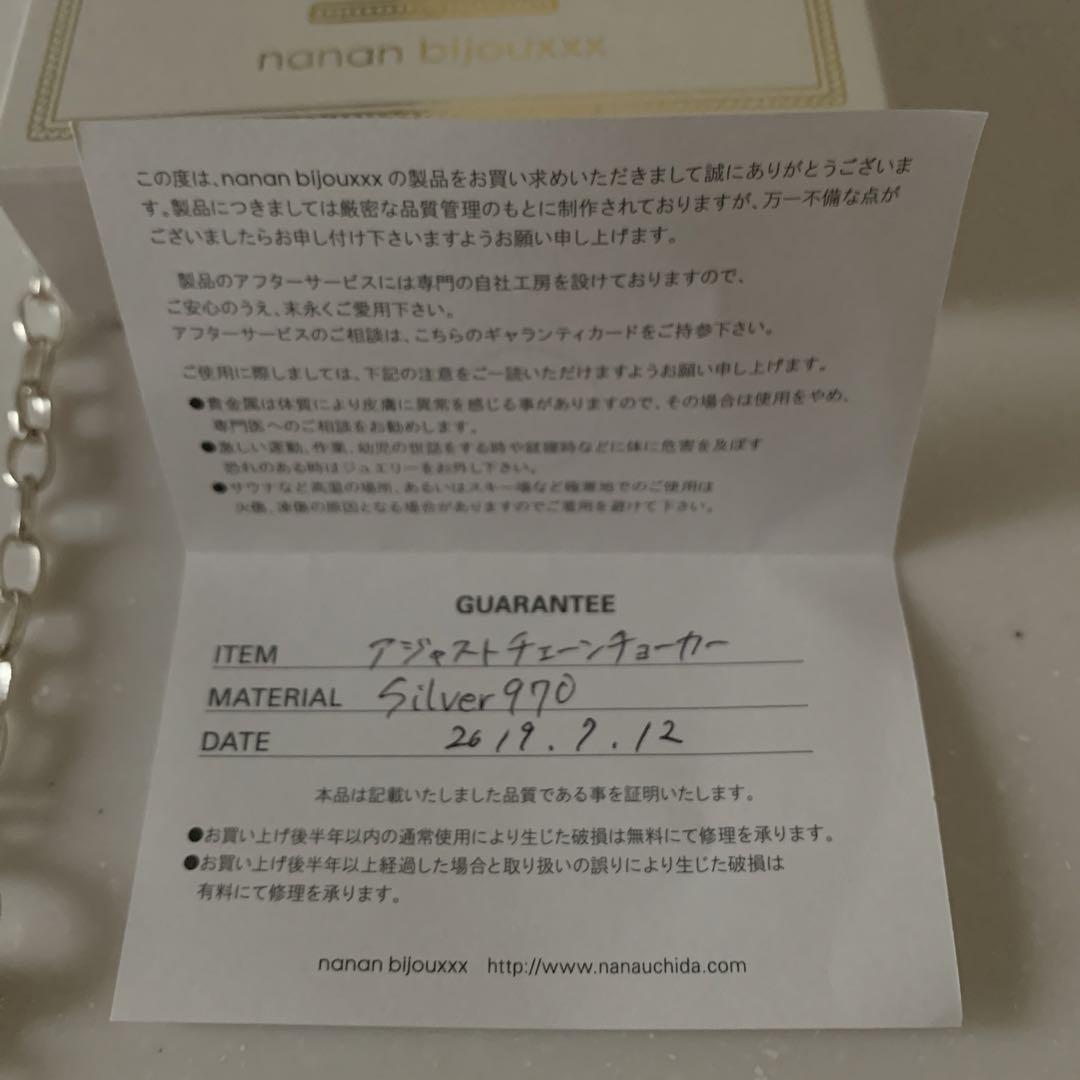 nanan bijouxxx
この度は、nanan bijouxxx の製品をお買い求めいただきまして誠にありがとうございま
す。製品につきましては厳密な品質管理のもとに制作されておりますが、万一不備な点が
ございましたらお申し付け下さいますようお願い申し上げます。
製品のアフターサービスには専門の自社工房を設けておりますので、
ご安心のうえ、末永くご愛用下さい。
アフターサービスのご相談は、こちらのギャランティカードをご持参下さい。
ご使用に際しましては、下記の注意をご一読いただけますようお願い申し上げます。
●貴金属は体質により皮膚に異常を感じる事がありますので、その場合は使用をやめ、
専門医へのご相談をお勧めします。
●激しい運動、作業、幼児の世話をする時や就寝時などに体に危害を及ぼす
恐れのある時はジュエリーをお外し下さい。
●サウナなど高温の場所、あるいはスキー場など極寒地でのご使用は
火傷、凍傷の原因となる場合がありますのでご着用を避けて下さい。
GUARANTEE
ITEM アジャストチェーンチョーカー
MATERIAL Silver970
DATE 2019.7.12
本品は記載いたしました品質である事を証明いたします。
●お買い上げ後半年以内の通常使用により生じた破損は無料にて修理を承ります。
●お買い上げ後半年以上経過した場合と取り扱いの誤りにより生じた破損は
有料にて修理を承ります。
nanan bijouxxx http://www.nanauchida.com